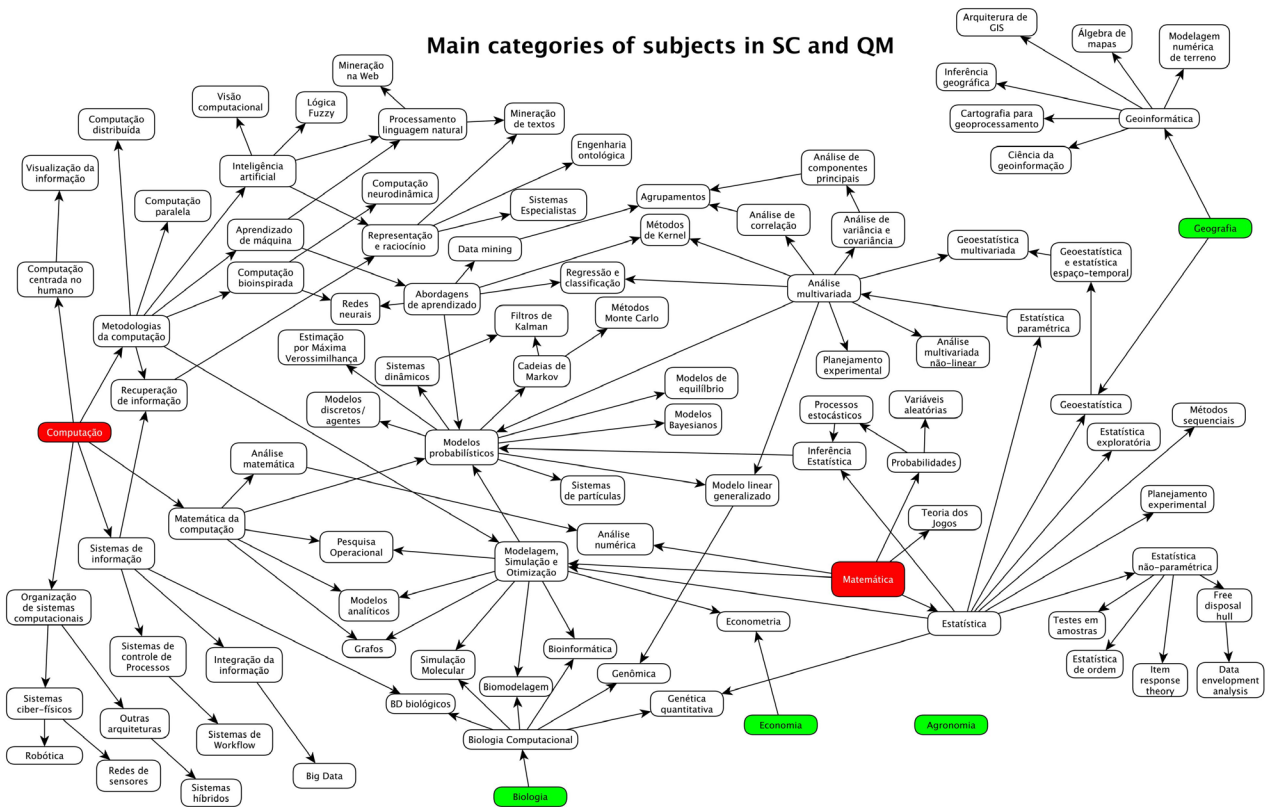 Main categories of subjects in SC and QM
Arquiterura de
GIS
Álgebra de
mapas
Modelagem
numérica
de terreno
Inferência
geográfica
Cartografia para
geoprocessamento
Ciência da
geoinformação
Geoinformática
Geografia
Mineração
na Web
Visão
computacional
Lógica
Fuzzy
Processamento
linguagem natural
Mineração
de textos
Computação
distribuída
Engenharia
ontológica
Visualização da
informação
Inteligência
artificial
Computação
neurodinâmica
Computação
paralela
Sistemas
Especialistas
Aprendizado
de máquina
Representação
e raciocínio
Data mining
Agrupamentos
Análise de
componentes
principais
Métodos
de Kernel
Análise de
correlação
Análise de
variância e
covariância
Geoestatística
multivariada
Geoestatística
e estatística
espaço-temporal
Computação
centrada no
humano
Computação
bioinspirada
Redes
neurais
Abordagens
de aprendizado
Regressão e
classificação
Análise
multivariada
Metodologias
da computação
Estimação
por Máxima
Verossimilhança
Filtros de
Kalman
Métodos
Monte Carlo
Estatística
paramétrica
Planejamento
experimental
Análise
multivariada
não-linear
Sistemas
dinâmicos
Cadeias de
Markov
Recuperação
de informação
Modelos
discretos/
agentes
Modelos de
equilílbrio
Modelos
Bayesianos
Processos
estocásticos
Variáveis
aleatórias
Geoestatística
Métodos
sequenciais
Estatística
exploratória
Computação
Análise
matemática
Modelos
probabilísticos
Inferência
Estatística
Probabilidades
Sistemas
de partículas
Modelo linear
generalizado
Planejamento
experimental
Matemática da
computação
Pesquisa
Operacional
Análise
numérica
Teoria dos
Jogos
Sistemas de
informação
Modelagem,
Simulação e
Otimização
Matemática
Estatística
não-paramétrica
Organização
de sistemas
computacionais
Modelos
analíticos
Grafos
Econometria
Estatística
Testes em
amostras
Free
disposal
hull
Sistemas de
controle de
Processos
Integração da
informação
Simulação
Molecular
Bioinformática
Biomodelagem
Genômica
Estatística
de ordem
Item
response
theory
Data
envelopment
analysis
Sistemas
ciber-físicos
Outras
arquiteturas
BD biológicos
Genética
quantitativa
Economia
Agronomia
Robótica
Redes de
sensores
Sistemas de
Workflow
Biologia Computacional
Sistemas
híbridos
Big Data
Biologia